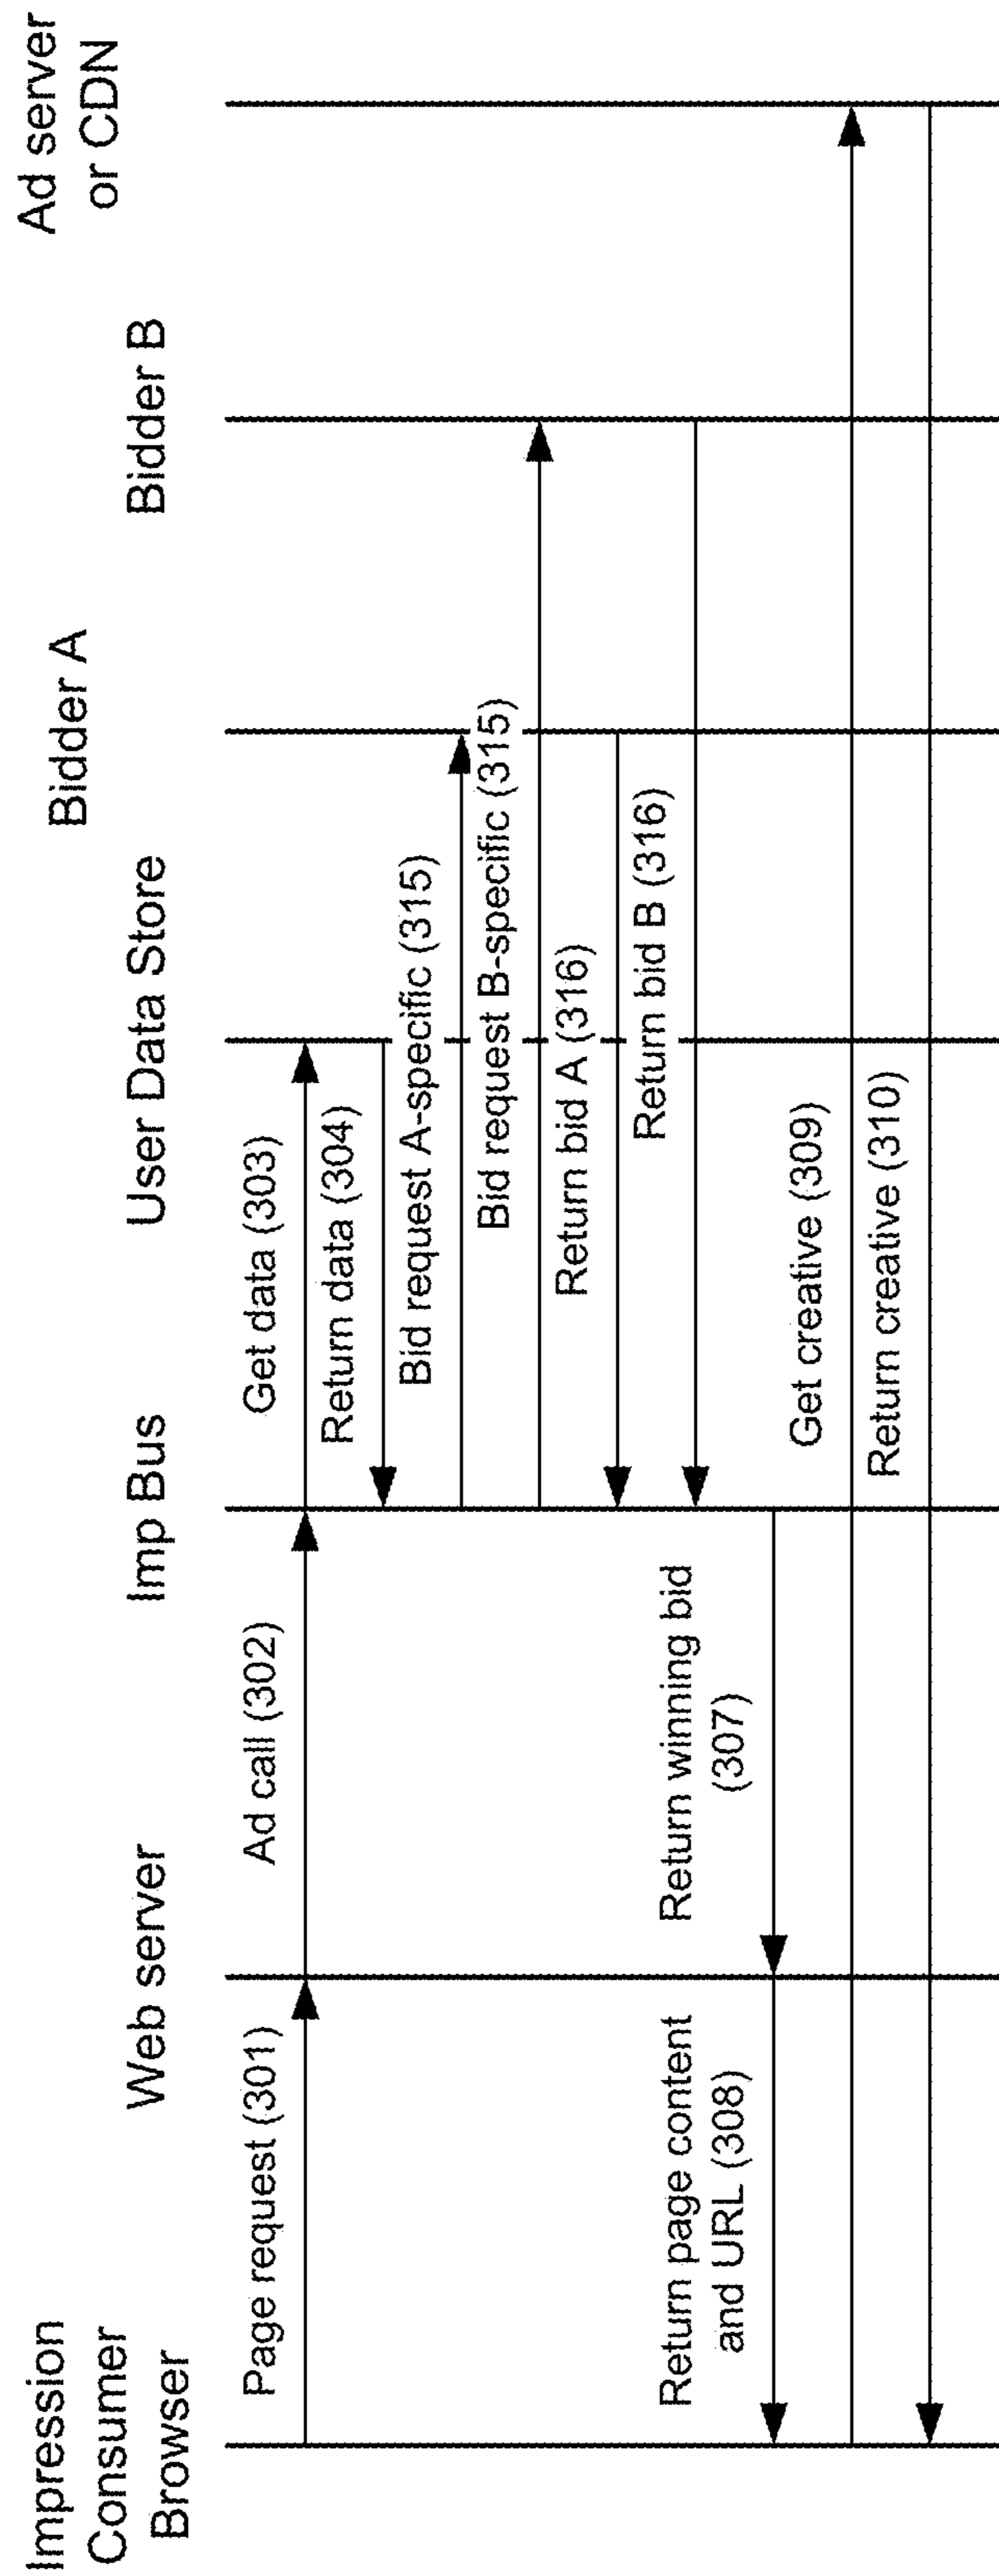 Impression
Consumer
Browser
Web server
Imp Bus
User Data Store
Bidder A
Bidder B
Ad server
or CDN
Page request (301)
Ad call (302)
Get data (303)
Return data (304)
Bid request A-specific (315)
Bid request B-specific (315)
Return bid A (316)
Return bid B (316)
Return winning bid
(307)
Return page content
and URL (308)
Get creative (309)
Return creative (310)